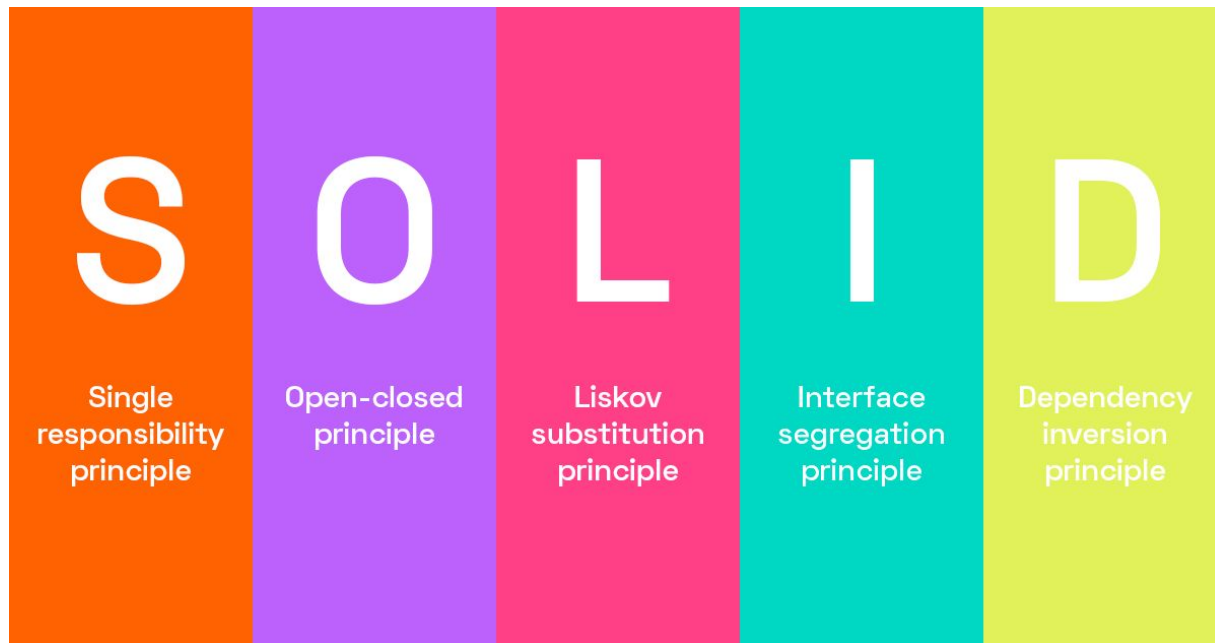 S
O
L
I
D
Single
responsibility
principle
Open-closed
principle
Liskov
substitution
principle
Interface
segregation
principle
Dependency
inversion
principle